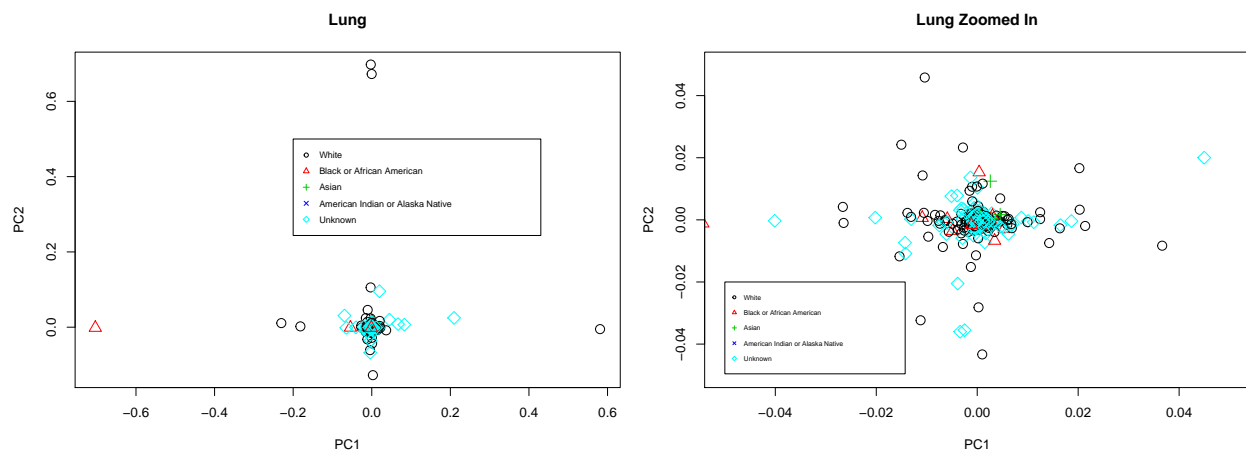 Lung
PC2
0.6
0.4
0.2
0.0
White
Black or African American
Asian
American Indian or Alaska Native
Unknown
−0.6 −0.4 −0.2 0.0 0.2 0.4 0.6
PC1
Lung Zoomed In
PC2
0.04
0.02
0.00
−0.02
−0.04
White
Black or African American
Asian
American Indian or Alaska Native
Unknown
−0.04 −0.02 0.00 0.02 0.04
PC1